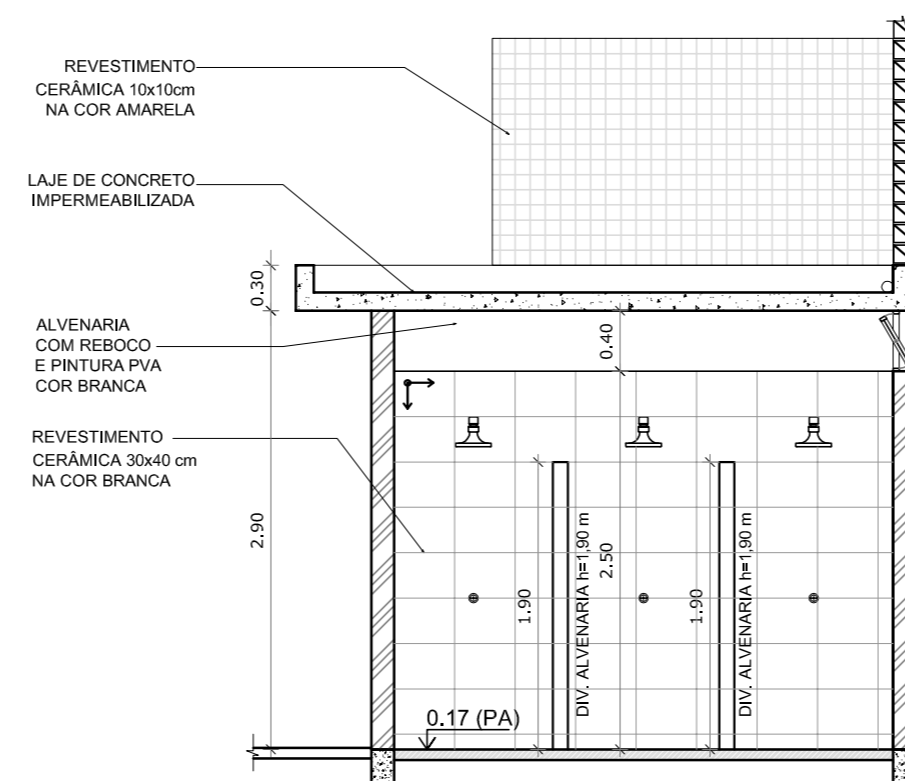 REVESTIMENTO
CERÂMICA 10x10cm
NA COR AMARELA
LAJE DE CONCRETO
IMPERMEABILIZADA
0.30
ALVENARIA
COM REBOCO
E PINTURA PVA
COR BRANCA
0.40
REVESTIMENTO
CERÂMICA 30x40 cm
NA COR BRANCA
2.90
1.90
DIV. ALVENARIA h=1,90 m
2.50
1.90
DIV. ALVENARIA h=1,90 m
0.17 (PA)